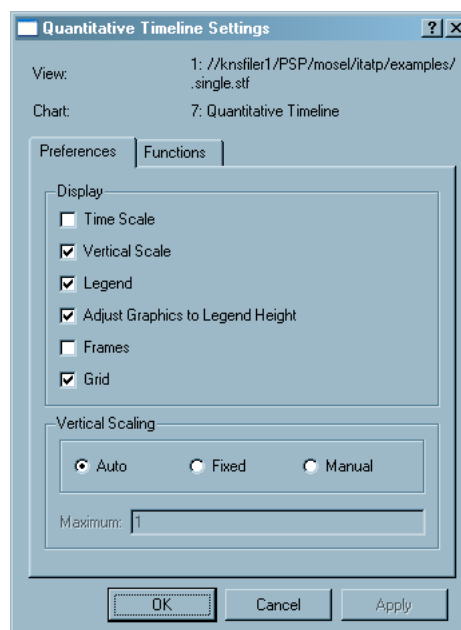 Quantitative Timeline Settings
View: 1: //knsfiler1/PSP/mosel/itatp/examples/
.single.stf
Chart: 7: Quantitative Timeline
Preferences Functions
Display
Time Scale
Vertical Scale
Legend
Adjust Graphics to Legend Height
Frames
Grid
Vertical Scaling
Auto Fixed Manual
Maximum: 1
OK Cancel Apply